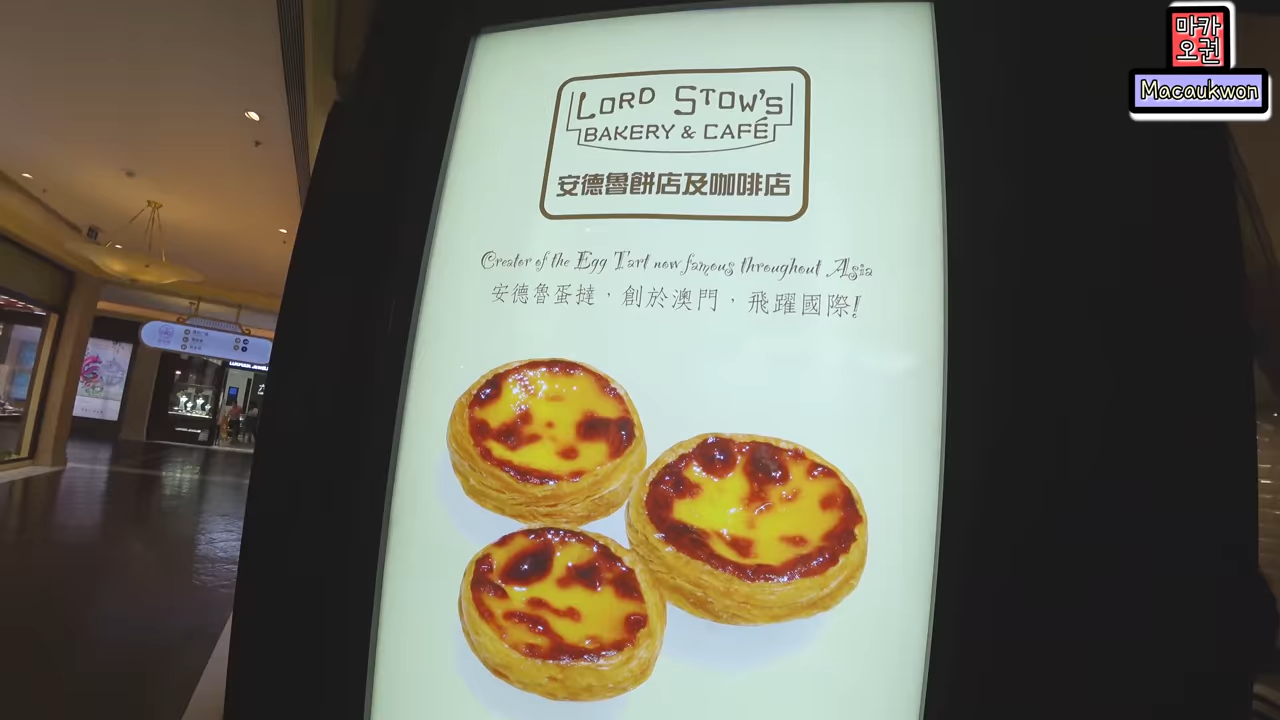 마카
오권
Macaukwon
LORD STOW'S
BAKERY & CAFÉ
安德魯餅店及咖啡店
Creator of the Egg Tart now famous throughout Asia
安德魯蛋撻，創於澳門，飛躍國際!